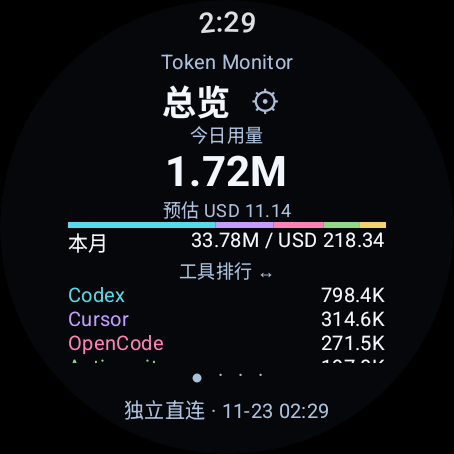 2:29
Token Monitor
总览
今日用量
1.72M
预估 USD 11.14
本月 33.78M / USD 218.34
工具排行 ↔
Codex 798.4K
Cursor 314.6K
OpenCode 271.5K
独立直连 · 11-23 02:29